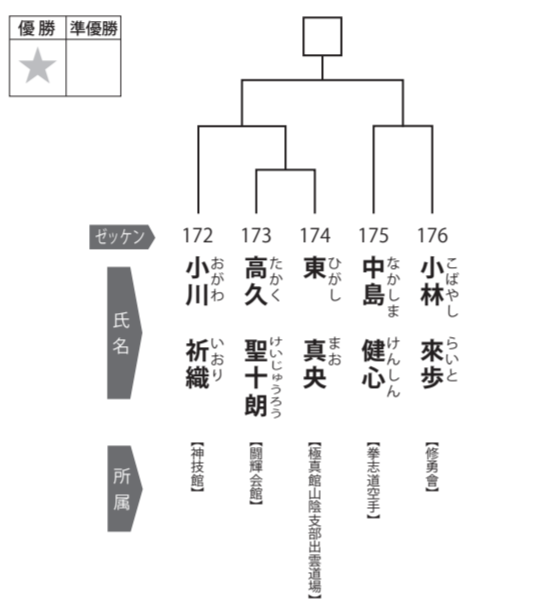 優勝 準優勝
ゼッケン 172 173 174 175 176
氏名
小川 祈織
おがわ いおり
高久 聖十朗
たかく けいじゅうろう
東 真央
ひがし まお
中島 健心
なかしま けんしん
小林 來歩
こばやし らいと
所属
【神技館】
【闘輝会館】
【極真館山陰支部出雲道場】
【拳志道空手】
【修勇會】